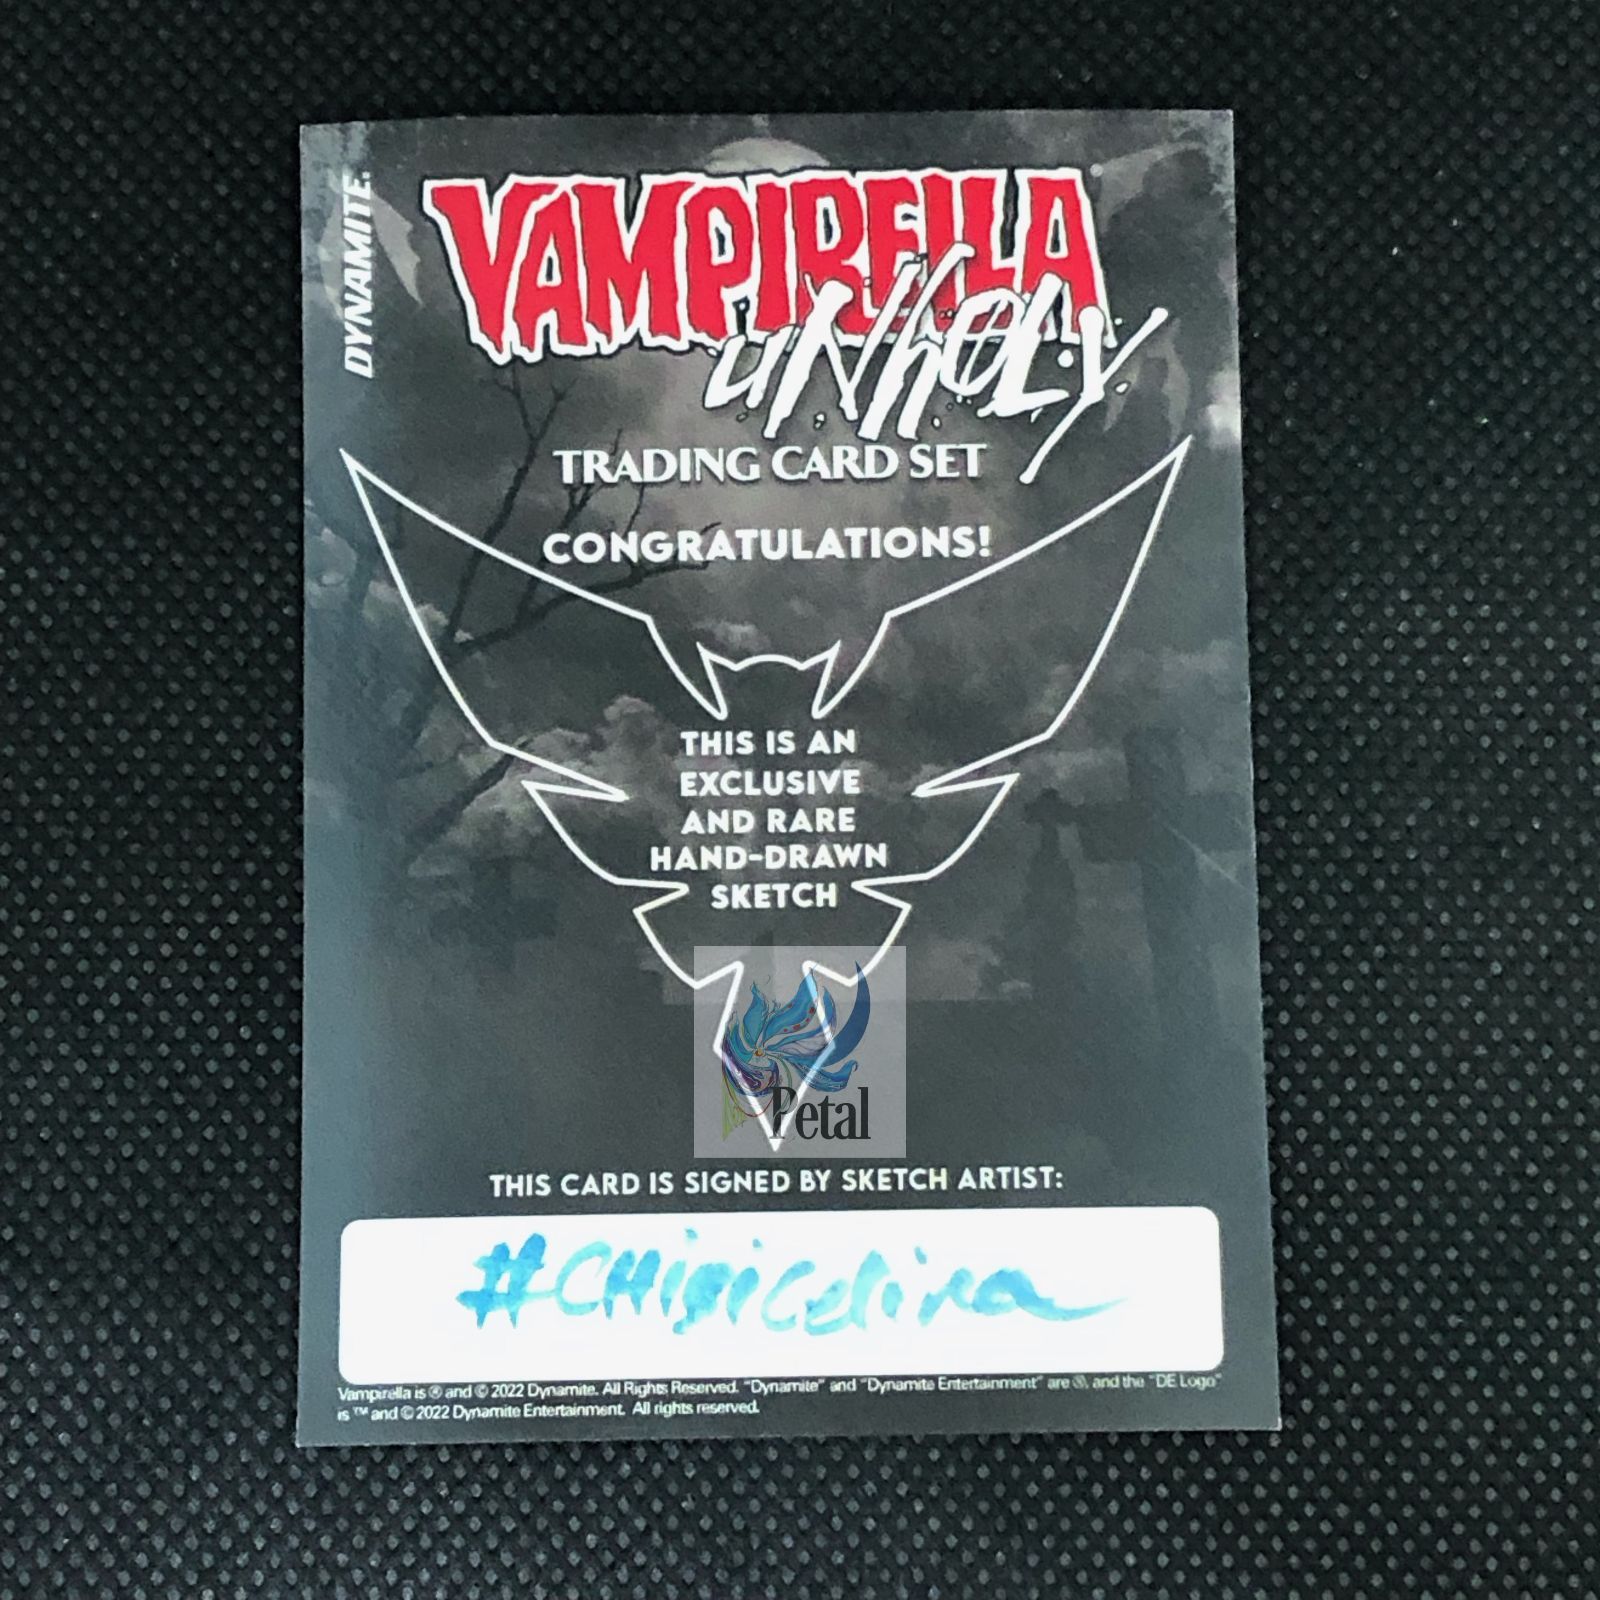 DYNAMITE.
VAMPIRELLA
UNHOLY
TRADING CARD SET
CONGRATULATIONS!
THIS IS AN
EXCLUSIVE
AND RARE
HAND-DRAWN
SKETCH
Petal
THIS CARD IS SIGNED BY SKETCH ARTIST:
#CHibiCelina
Vampirella is ® and © 2022 Dynamite. All Rights Reserved. "Dynamite" and "Dynamite Entertainment" are ®, and the "DE Logo"
is ™ and © 2022 Dynamite Entertainment. All rights reserved.